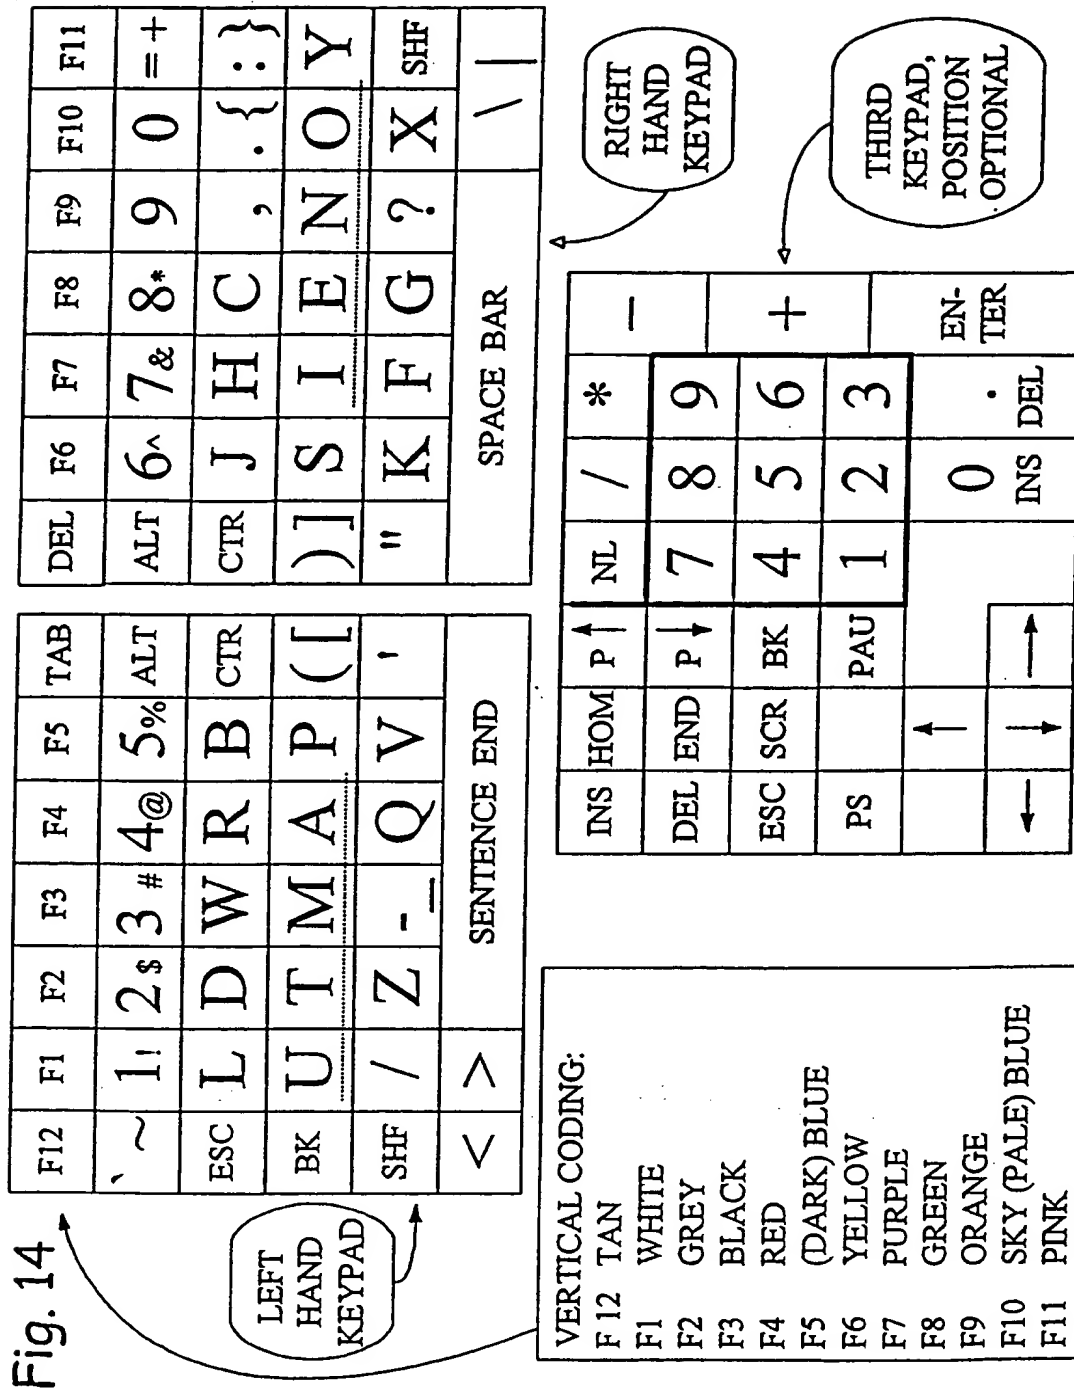 Fig. 14
LEFT
HAND
KEYPAD
F12 F1 F2 F3 F4 F5 TAB
` ~ 1! 2$ 3# 4@ 5% ALT
ESC L D W R B CTR
BK U T M A P ( [
SHF / Z - _ Q V '
< > SENTENCE END
DEL F6 F7 F8 F9 F10 F11
ALT 6^ 7& 8* 9 0 = +
CTR J H C , . { : }
) ] S I E N O Y
" K F G ? X SHF
SPACE BAR \ |
RIGHT
HAND
KEYPAD
VERTICAL CODING:
F 12 TAN
F1 WHITE
F2 GREY
F3 BLACK
F4 RED
F5 (DARK) BLUE
F6 YELLOW
F7 PURPLE
F8 GREEN
F9 ORANGE
F10 SKY (PALE) BLUE
F11 PINK
INS HOM P↑ NL / * −
DEL END P↓ 7 8 9
ESC SCR BK 4 5 6 +
PS PAU 1 2 3
↑ 0 . EN-
← ↓ → INS DEL TER
THIRD
KEYPAD,
POSITION
OPTIONAL